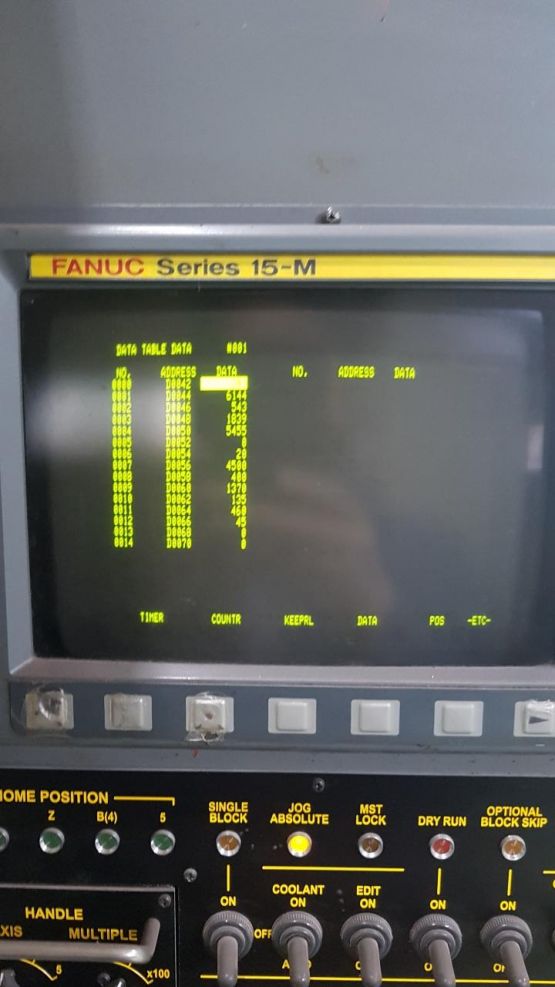 FANUC Series 15-M
DATA TABLE DATA #001
NO. ADDRESS DATA NO. ADDRESS DATA
0000 D0042
0001 D0044 6144
0002 D0046 543
0003 D0048 1839
0004 D0050 5455
0005 D0052 0
0006 D0054 20
0007 D0056 4500
0008 D0058 400
0009 D0060 1370
0010 D0062 135
0011 D0064 460
0012 D0066 45
0013 D0068 0
0014 D0070 0
TIMER COUNTR KEEPRL DATA POS -ETC-
HOME POSITION
Z B(4) 5
SINGLE BLOCK
JOG ABSOLUTE
MST LOCK
DRY RUN
OPTIONAL BLOCK SKIP
ON
COOLANT ON
EDIT ON
ON
ON
HANDLE
AXIS MULTIPLE
OFF
5
x100